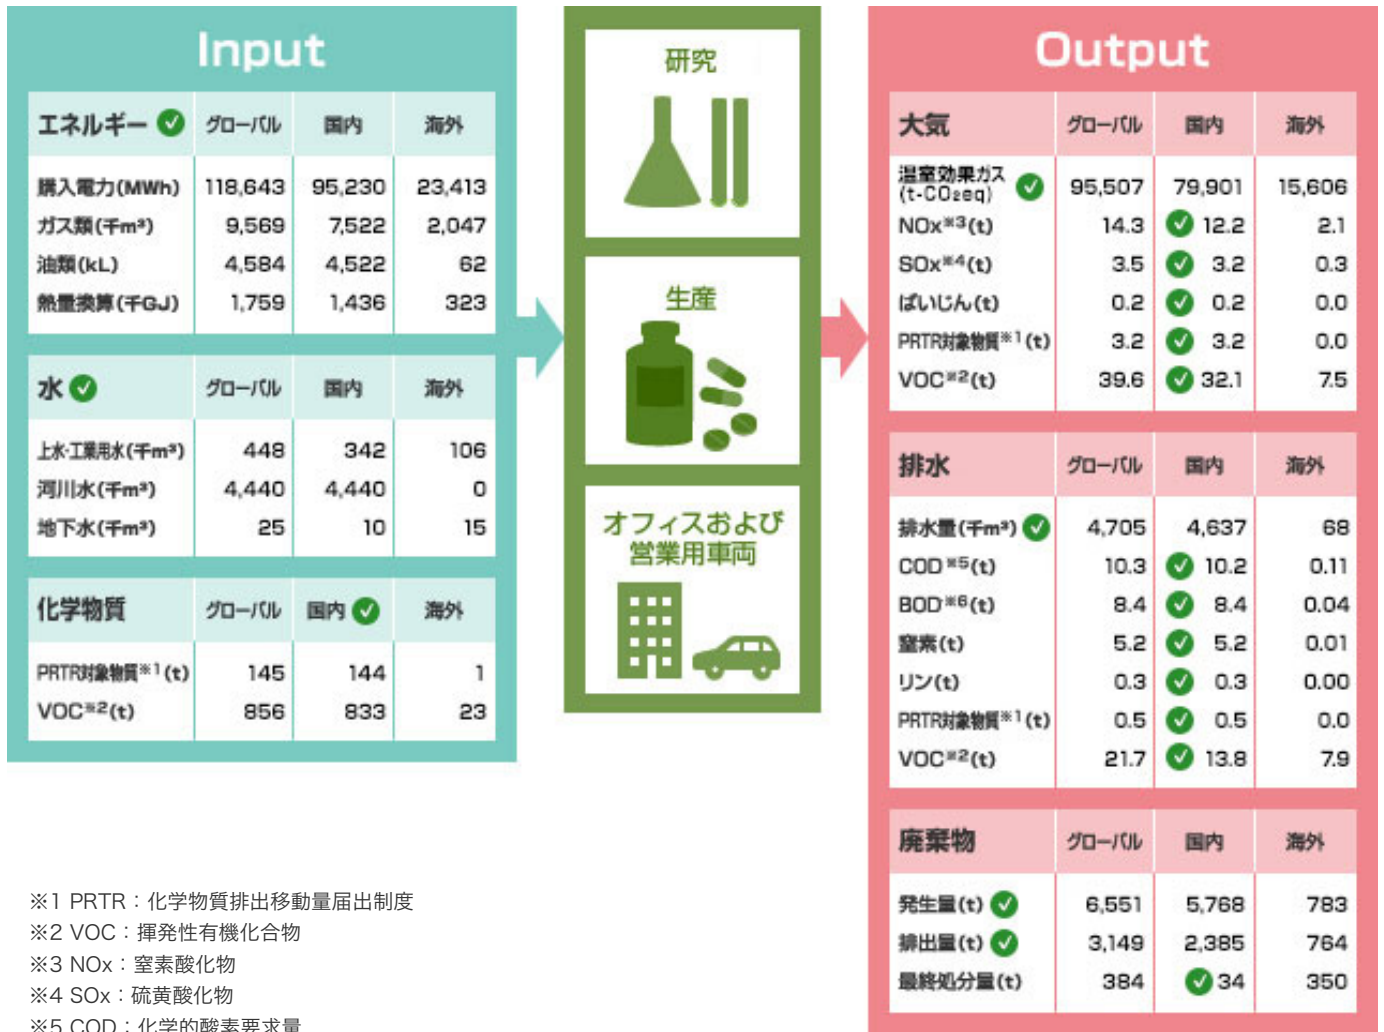 Input
エネルギー グローバル 国内 海外
購入電力(MWh) 118,643 95,230 23,413
ガス類(千m³) 9,569 7,522 2,047
油類(kL) 4,584 4,522 62
熱量換算(千GJ) 1,759 1,436 323
水 グローバル 国内 海外
上水・工業用水(千m³) 448 342 106
河川水(千m³) 4,440 4,440 0
地下水(千m³) 25 10 15
化学物質 グローバル 国内 海外
PRTR対象物質※1(t) 145 144 1
VOC※2(t) 856 833 23
研究
生産
オフィスおよび
営業用車両
Output
大気 グローバル 国内 海外
温室効果ガス
(t-CO₂eq) 95,507 79,901 15,606
NOx※3(t) 14.3 12.2 2.1
SOx※4(t) 3.5 3.2 0.3
ばいじん(t) 0.2 0.2 0.0
PRTR対象物質※1(t) 3.2 3.2 0.0
VOC※2(t) 39.6 32.1 7.5
排水 グローバル 国内 海外
排水量(千m³) 4,705 4,637 68
COD※5(t) 10.3 10.2 0.11
BOD※6(t) 8.4 8.4 0.04
窒素(t) 5.2 5.2 0.01
リン(t) 0.3 0.3 0.00
PRTR対象物質※1(t) 0.5 0.5 0.0
VOC※2(t) 21.7 13.8 7.9
廃棄物 グローバル 国内 海外
発生量(t) 6,551 5,768 783
排出量(t) 3,149 2,385 764
最終処分量(t) 384 34 350
※1 PRTR：化学物質排出移動量届出制度
※2 VOC：揮発性有機化合物
※3 NOx：窒素酸化物
※4 SOx：硫黄酸化物
※5 COD：化学的酸素要求量